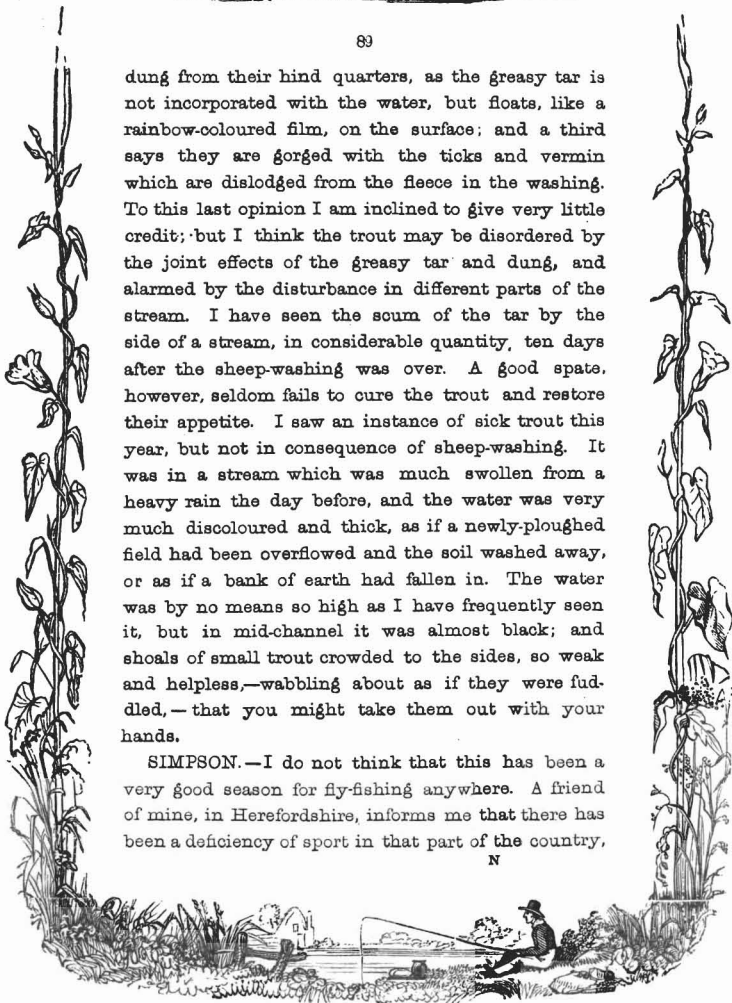 89
dung from their hind quarters, as the greasy tar is
not incorporated with the water, but floats, like a
rainbow-coloured film, on the surface; and a third
says they are gorged with the ticks and vermin
which are dislodged from the fleece in the washing.
To this last opinion I am inclined to give very little
credit; but I think the trout may be disordered by
the joint effects of the greasy tar and dung, and
alarmed by the disturbance in different parts of the
stream. I have seen the scum of the tar by the
side of a stream, in considerable quantity, ten days
after the sheep-washing was over. A good spate,
however, seldom fails to cure the trout and restore
their appetite. I saw an instance of sick trout this
year, but not in consequence of sheep-washing. It
was in a stream which was much swollen from a
heavy rain the day before, and the water was very
much discoloured and thick, as if a newly-ploughed
field had been overflowed and the soil washed away,
or as if a bank of earth had fallen in. The water
was by no means so high as I have frequently seen
it, but in mid-channel it was almost black; and
shoals of small trout crowded to the sides, so weak
and helpless,—wabbling about as if they were fud-
dled,—that you might take them out with your
hands.
SIMPSON.—I do not think that this has been a
very good season for fly-fishing anywhere. A friend
of mine, in Herefordshire, informs me that there has
been a deficiency of sport in that part of the country,
N